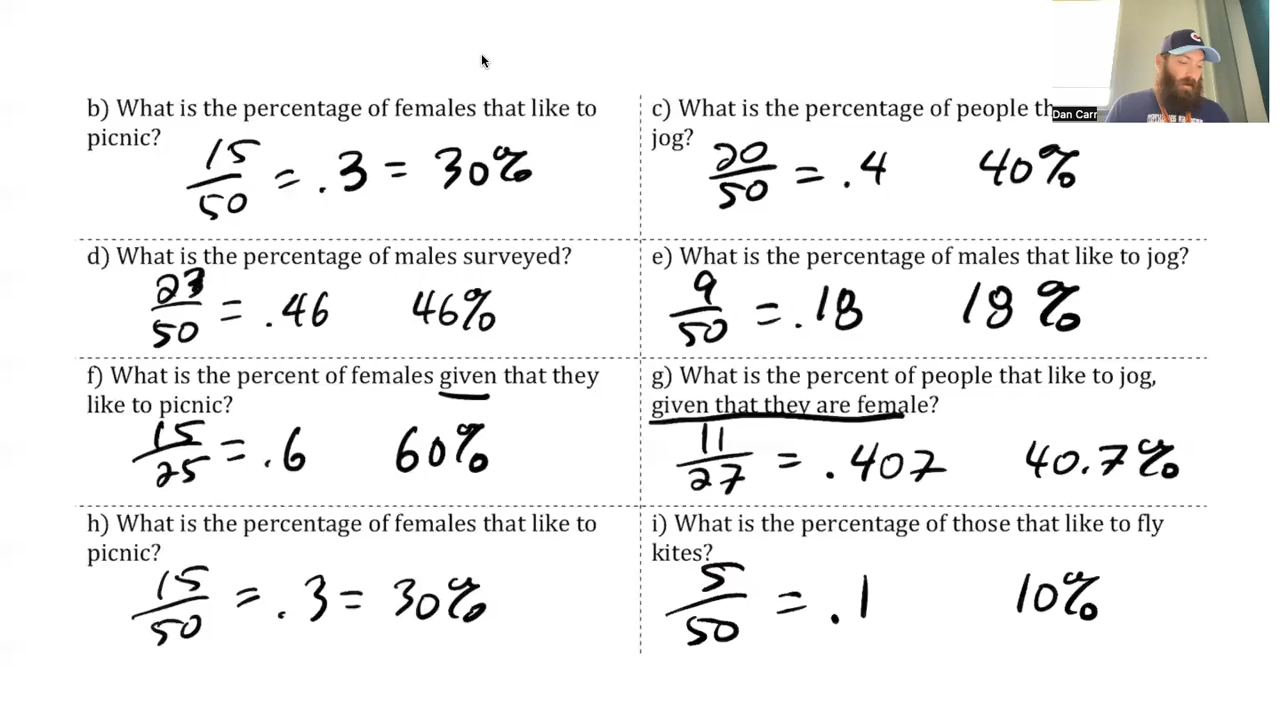 b) What is the percentage of females that like to
picnic?
15/50 = .3 = 30%
c) What is the percentage of people
jog?
20/50 = .4 40%
Dan Carr
d) What is the percentage of males surveyed?
23/50 = .46 46%
e) What is the percentage of males that like to jog?
9/50 = .18 18%
f) What is the percent of females given that they
like to picnic?
15/25 = .6 60%
g) What is the percent of people that like to jog,
given that they are female?
11/27 = .407 40.7%
h) What is the percentage of females that like to
picnic?
15/50 = .3 = 30%
i) What is the percentage of those that like to fly
kites?
5/50 = .1 10%